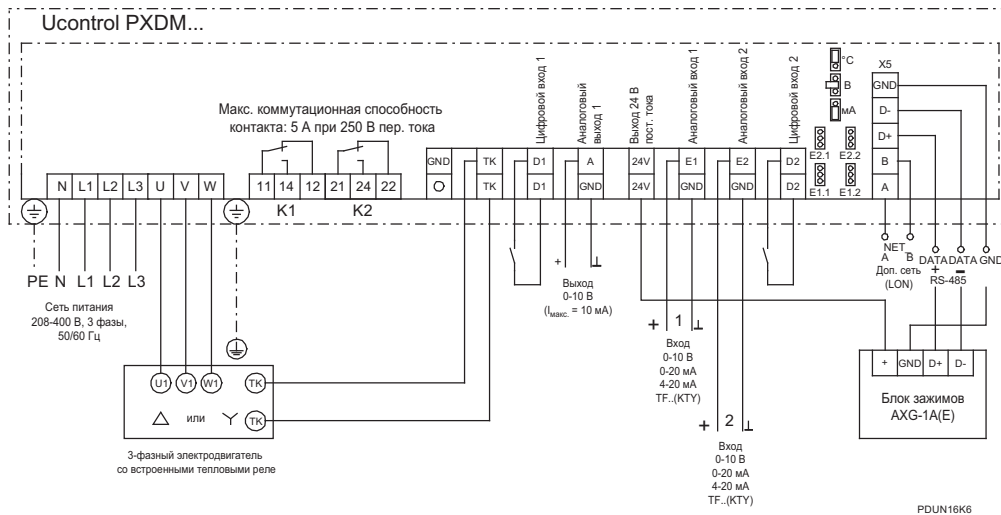 Ucontrol PXDM...
Макс. коммутационная способность
контакта: 5 А при 250 В пер. тока
Цифровой вход 1
Аналоговый
выход 1
Выход 24 В
пост. тока
Аналоговый вход 1
Аналоговый вход 2
Цифровой вход 2
°C
В
мА
E2.1 E2.2
E1.1 E1.2
X5
GND
D-
D+
B
A
GND TK D1 A 24V E1 E2 D2
TK D1 GND 24V GND GND D2
N L1 L2 L3 U V W
11 14 12 21 24 22
K1 K2
PE N L1 L2 L3
Сеть питания
208-400 В, 3 фазы,
50/60 Гц
+ ⊥
Выход
0-10 В
(Iмакс. = 10 мА)
+ 1 ⊥
Вход
0-10 В
0-20 мА
4-20 мА
TF..(KTY)
+ 2 ⊥
Вход
0-10 В
0-20 мА
4-20 мА
TF..(KTY)
NET
A B
Доп. сеть
(LON)
DATA DATA GND
+ −
RS-485
+ GND D+ D-
Блок зажимов
AXG-1A(E)
U1 V1 W1 TK
или TK
3-фазный электродвигатель
со встроенными тепловыми реле
PDUN16K6